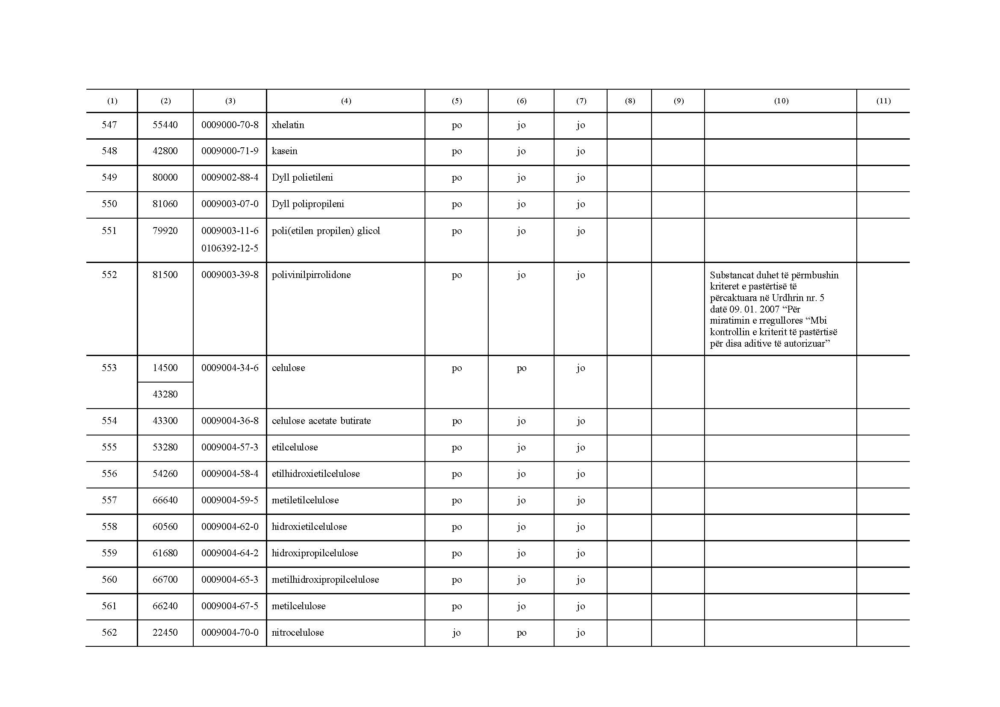 (1) (2) (3) (4) (5) (6) (7) (8) (9) (10) (11)
547 55440 0009000-70-8 xhelatin po jo jo
548 42800 0009000-71-9 kasein po jo jo
549 80000 0009002-88-4 Dyll polietileni po jo jo
550 81060 0009003-07-0 Dyll polipropileni po jo jo
551 79920 0009003-11-6 poli(etilen propilen) glicol po jo jo
0106392-12-5
552 81500 0009003-39-8 polivinilpirrolidone po jo jo Substancat duhet të përmbushin
kriteret e pastërtisë të
përcaktuara në Urdhrin nr. 5
datë 09. 01. 2007 “Për
miratimin e rregullores “Mbi
kontrollin e kriterit të pastërtisë
për disa aditive të autorizuar”
553 14500 0009004-34-6 celulose po po jo
43280
554 43300 0009004-36-8 celulose acetate butirate po jo jo
555 53280 0009004-57-3 etilcelulose po jo jo
556 54260 0009004-58-4 etilhidroxietilcelulose po jo jo
557 66640 0009004-59-5 metiletilcelulose po jo jo
558 60560 0009004-62-0 hidroxietilcelulose po jo jo
559 61680 0009004-64-2 hidroxipropilcelulose po jo jo
560 66700 0009004-65-3 metilhidroxipropilcelulose po jo jo
561 66240 0009004-67-5 metilcelulose po jo jo
562 22450 0009004-70-0 nitrocelulose jo po jo